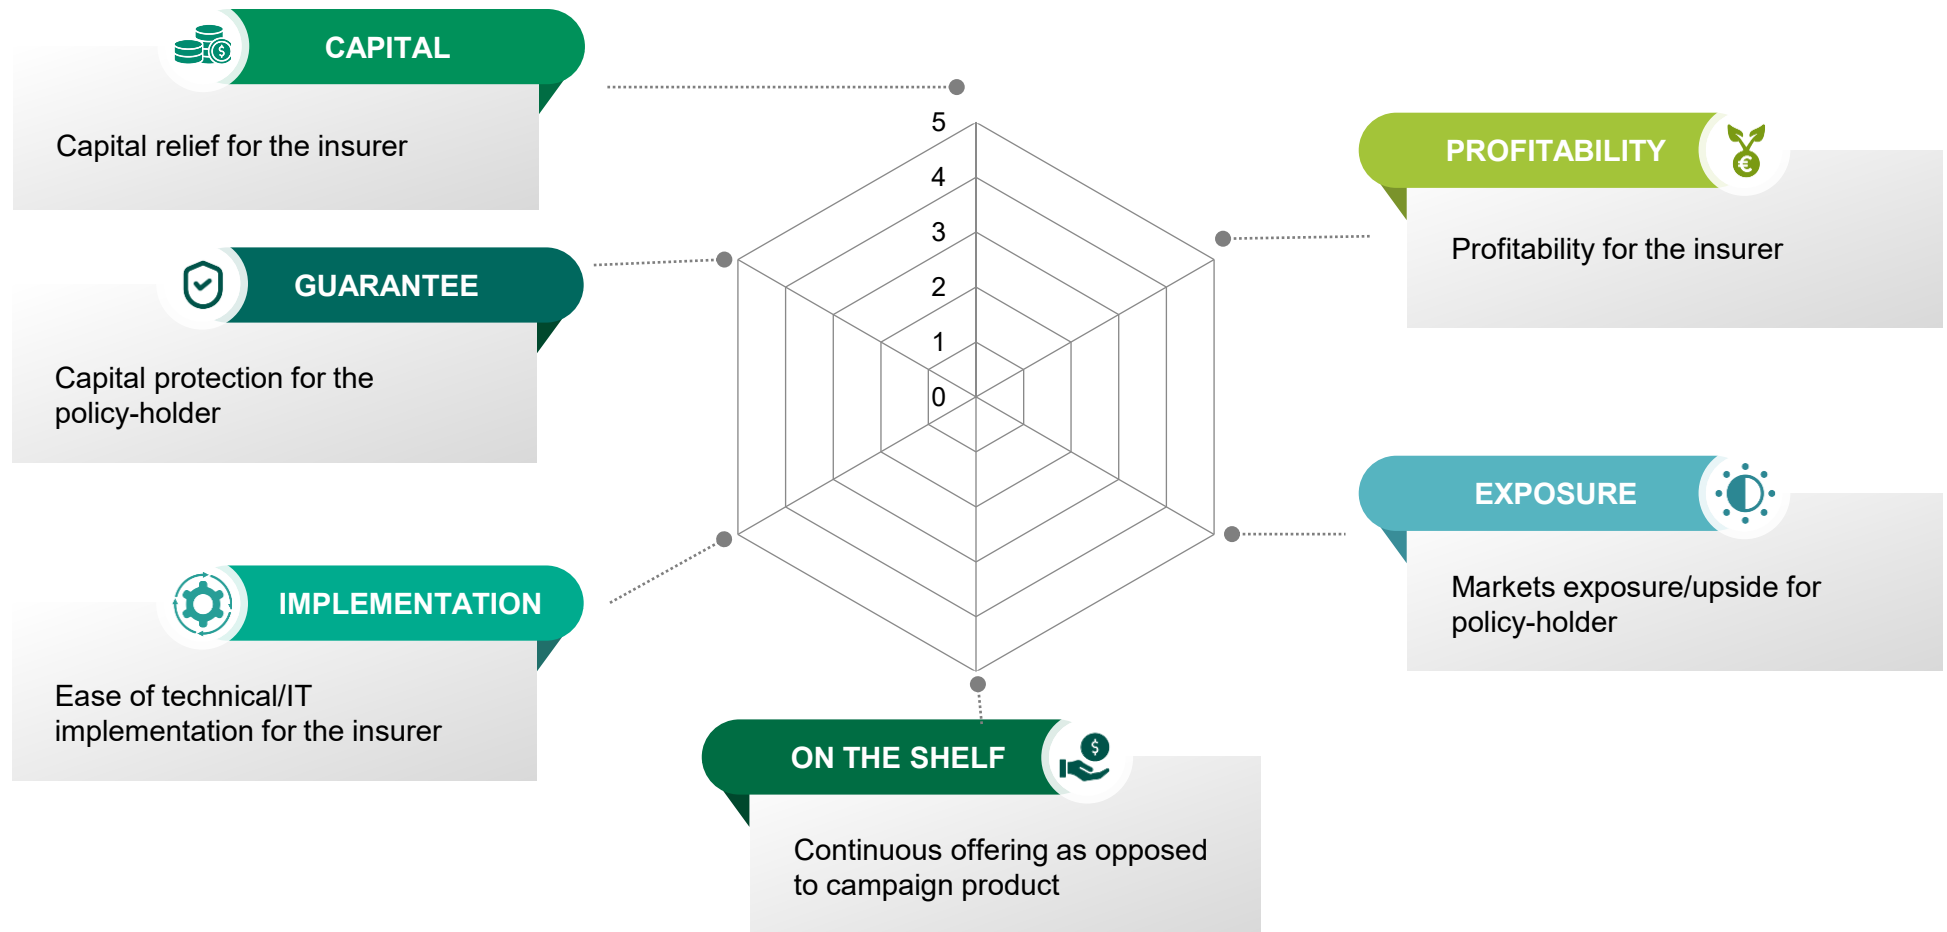 CAPITAL
Capital relief for the insurer
GUARANTEE
Capital protection for the
policy-holder
IMPLEMENTATION
Ease of technical/IT
implementation for the insurer
5
4
3
2
1
0
ON THE SHELF
$
Continuous offering as opposed
to campaign product
PROFITABILITY
€
Profitability for the insurer
EXPOSURE
Markets exposure/upside for
policy-holder
$